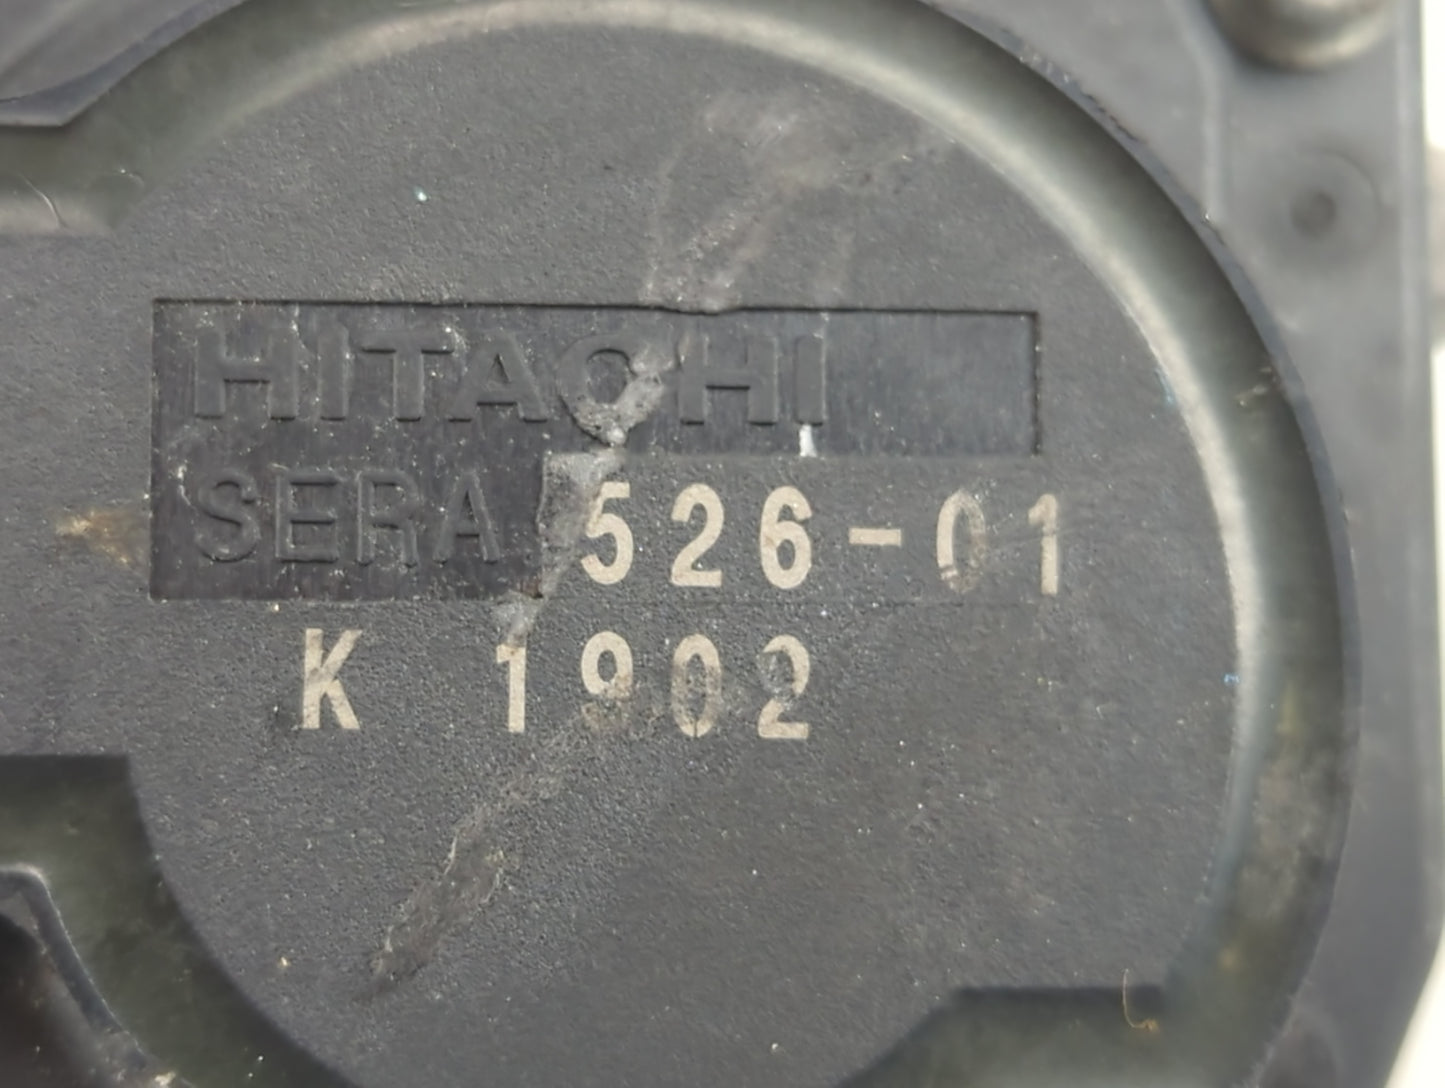 HITACHI
SERA 526-01
K 1902